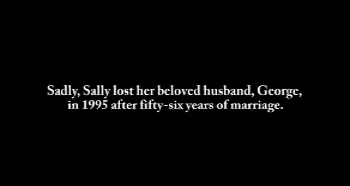 Sadly, Sally lost her beloved husband, George,
in 1995 after fifty-six years of marriage.